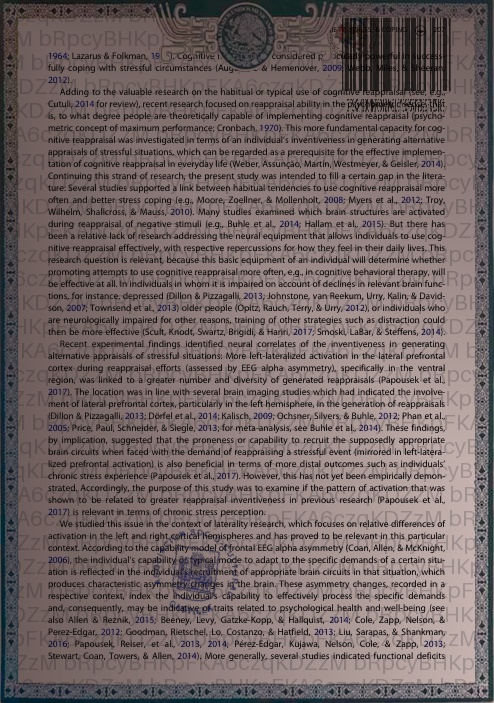 & COPING
1964; Lazarus & Folkman, 19 Cognitive considered powerful in success-
fully coping with stressful circumstances (Aug & Hemenover, 2009; Webb, Miles, & Sheeran,
2012).
Adding to the valuable research on the habitual or typical use of cognitive reappraisal (see, e.g.,
Cutuli, 2014 for review), recent research focused on reappraisal ability in the that
is, to what degree people are theoretically capable of implementing cognitive reappraisal (psycho-
metric concept of maximum performance; Cronbach, 1970). This more fundamental capacity for cog-
nitive reappraisal was investigated in terms of an individual's inventiveness in generating alternative
appraisals of stressful situations, which can be regarded as a prerequisite for the effective implemen-
tation of cognitive reappraisal in everyday life (Weber, Assunção, Martin, Westmeyer, & Geisler, 2014).
Continuing this strand of research, the present study was intended to fill a certain gap in the litera-
ture: Several studies supported a link between habitual tendencies to use cognitive reappraisal more
often and better stress coping (e.g., Moore, Zoellner, & Mollenholt, 2008; Myers et al., 2012; Troy,
Wilhelm, Shallcross, & Mauss, 2010). Many studies examined which brain structures are activated
during reappraisal of negative stimuli (e.g., Buhle et al., 2014; Hallam et al., 2015). But there has
been a relative lack of research addressing the neural equipment that allows individuals to use cog-
nitive reappraisal effectively, with respective repercussions for how they feel in their daily lives. This
research question is relevant, because this basic equipment of an individual will determine whether
promoting attempts to use cognitive reappraisal more often, e.g., in cognitive behavioral therapy, will
be effective at all. In individuals in whom it is impaired on account of declines in relevant brain func-
tions, for instance, depressed (Dillon & Pizzagalli, 2013; Johnstone, van Reekum, Urry, Kalin, & David-
son, 2007; Townsend et al., 2013) older people (Opitz, Rauch, Terry, & Urry, 2012), or individuals who
are neurologically impaired for other reasons, training of other strategies such as distraction could
then be more effective (Scult, Knodt, Swartz, Brigidi, & Hariri, 2017; Smoski, LaBar, & Steffens, 2014).
Recent experimental findings identified neural correlates of the inventiveness in generating
alternative appraisals of stressful situations: More left-lateralized activation in the lateral prefrontal
cortex during reappraisal efforts (assessed by EEG alpha asymmetry), specifically in the ventral
region, was linked to a greater number and diversity of generated reappraisals (Papousek et al.,
2017). The location was in line with several brain imaging studies which had indicated the involve-
ment of lateral prefrontal cortex, particularly in the left hemisphere, in the generation of reappraisals
(Dillon & Pizzagalli, 2013; Dörfel et al., 2014; Kalisch, 2009; Ochsner, Silvers, & Buhle, 2012; Phan et al.,
2005; Price, Paul, Schneider, & Siegle, 2013; for meta-analysis, see Buhle et al., 2014). These findings,
by implication, suggested that the proneness or capability to recruit the supposedly appropriate
brain circuits when faced with the demand of reappraising a stressful event (mirrored in left-latera-
lized prefrontal activation) is also beneficial in terms of more distal outcomes such as individuals'
chronic stress experience (Papousek et al., 2017). However, this has not yet been empirically demon-
strated. Accordingly, the purpose of this study was to examine if the pattern of activation that was
shown to be related to greater reappraisal inventiveness in previous research (Papousek et al.,
2017) is relevant in terms of chronic stress perception.
We studied this issue in the context of laterality research, which focuses on relative differences of
activation in the left and right cortical hemispheres and has proved to be relevant in this particular
context. According to the capability model of frontal EEG alpha asymmetry (Coan, Allen, & McKnight,
2006), the individual's capability or typical mode to adapt to the specific demands of a certain situ-
ation is reflected in the individual's recruitment of appropriate brain circuits in that situation, which
produces characteristic asymmetry changes in the brain. These asymmetry changes, recorded in a
respective context, index the individual's capability to effectively process the specific demands
and, consequently, may be indicative of traits related to psychological health and well-being (see
also Allen & Reznik, 2015; Beeney, Levy, Gatzke-Kopp, & Hallquist, 2014; Cole, Zapp, Nelson, &
Perez-Edgar, 2012; Goodman, Rietschel, Lo, Costanzo, & Hatfield, 2013; Liu, Sarapas, & Shankman,
2016; Papousek, Reiser, et al., 2013, 2014; Perez-Edgar, Kujawa, Nelson, Cole, & Zapp, 2013;
Stewart, Coan, Towers, & Allen, 2014). More generally, several studies indicated functional deficits